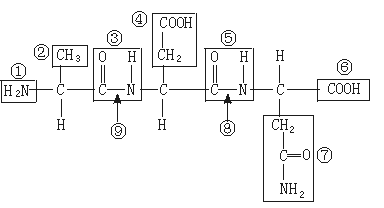 ④ COOH
② CH₃ ③ O H CH₂ ⑤ O H H ⑥
① H₂N C C N C C N C COOH
H ⑨ H ⑧ CH₂
C O ⑦
NH₂